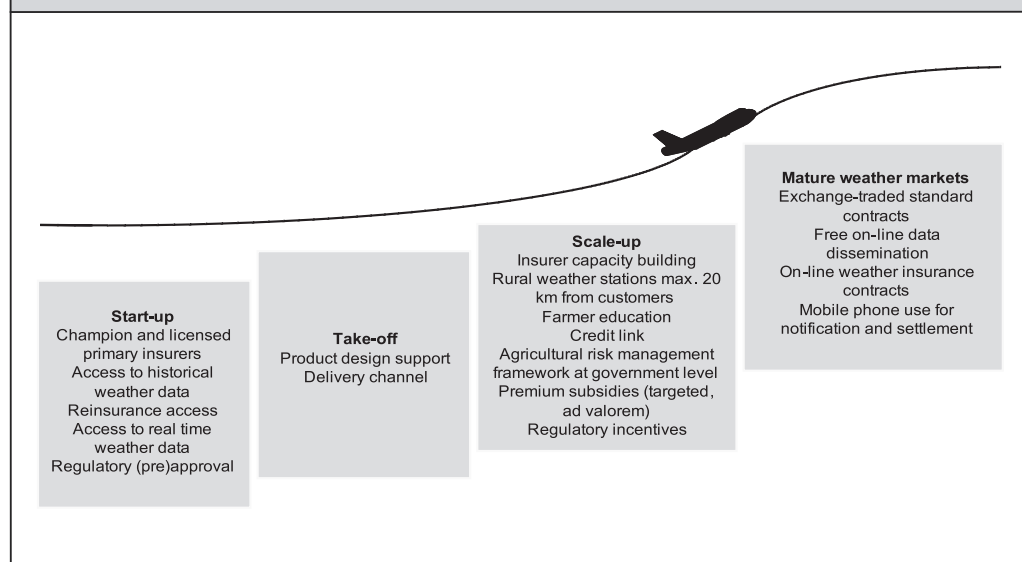 Start-up
Champion and licensed
primary insurers
Access to historical
weather data
Reinsurance access
Access to real time
weather data
Regulatory (pre)approval
Take-off
Product design support
Delivery channel
Scale-up
Insurer capacity building
Rural weather stations max. 20
km from customers
Farmer education
Credit link
Agricultural risk management
framework at government level
Premium subsidies (targeted,
ad valorem)
Regulatory incentives
Mature weather markets
Exchange-traded standard
contracts
Free on-line data
dissemination
On-line weather insurance
contracts
Mobile phone use for
notification and settlement